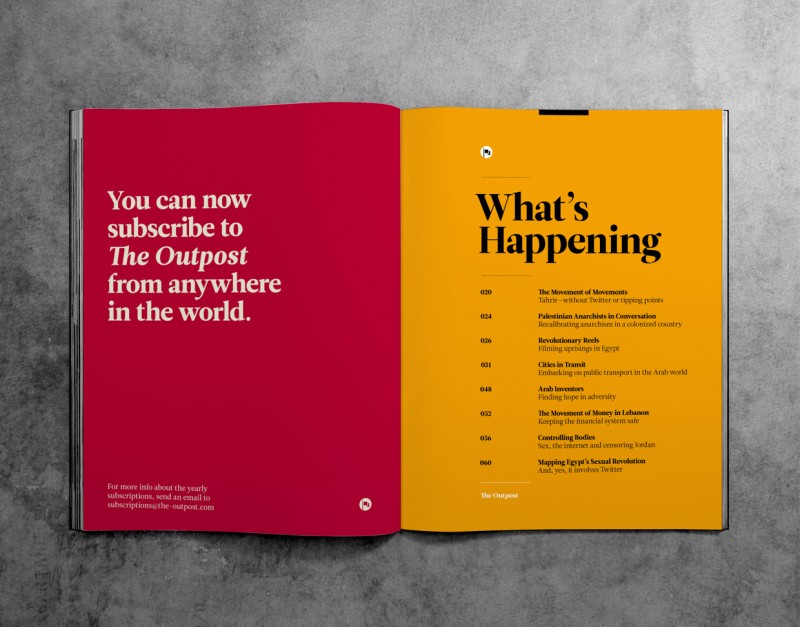 You can now
subscribe to
The Outpost
from anywhere
in the world.
For more info about the yearly
subscriptions, send an email to
subscriptions@the-outpost.com
What's
Happening
020 The Movement of Movements
Tahrir—without Twitter or tipping points
024 Palestinian Anarchists in Conversation
Recalibrating anarchism in a colonized country
026 Revolutionary Reels
Filming uprisings in Egypt
031 Cities in Transit
Embarking on public transport in the Arab world
048 Arab Inventors
Finding hope in adversity
052 The Movement of Money in Lebanon
Keeping the financial system safe
056 Controlling Bodies
Sex, the internet and censoring Jordan
060 Mapping Egypt's Sexual Revolution
And, yes, it involves Twitter
The Outpost